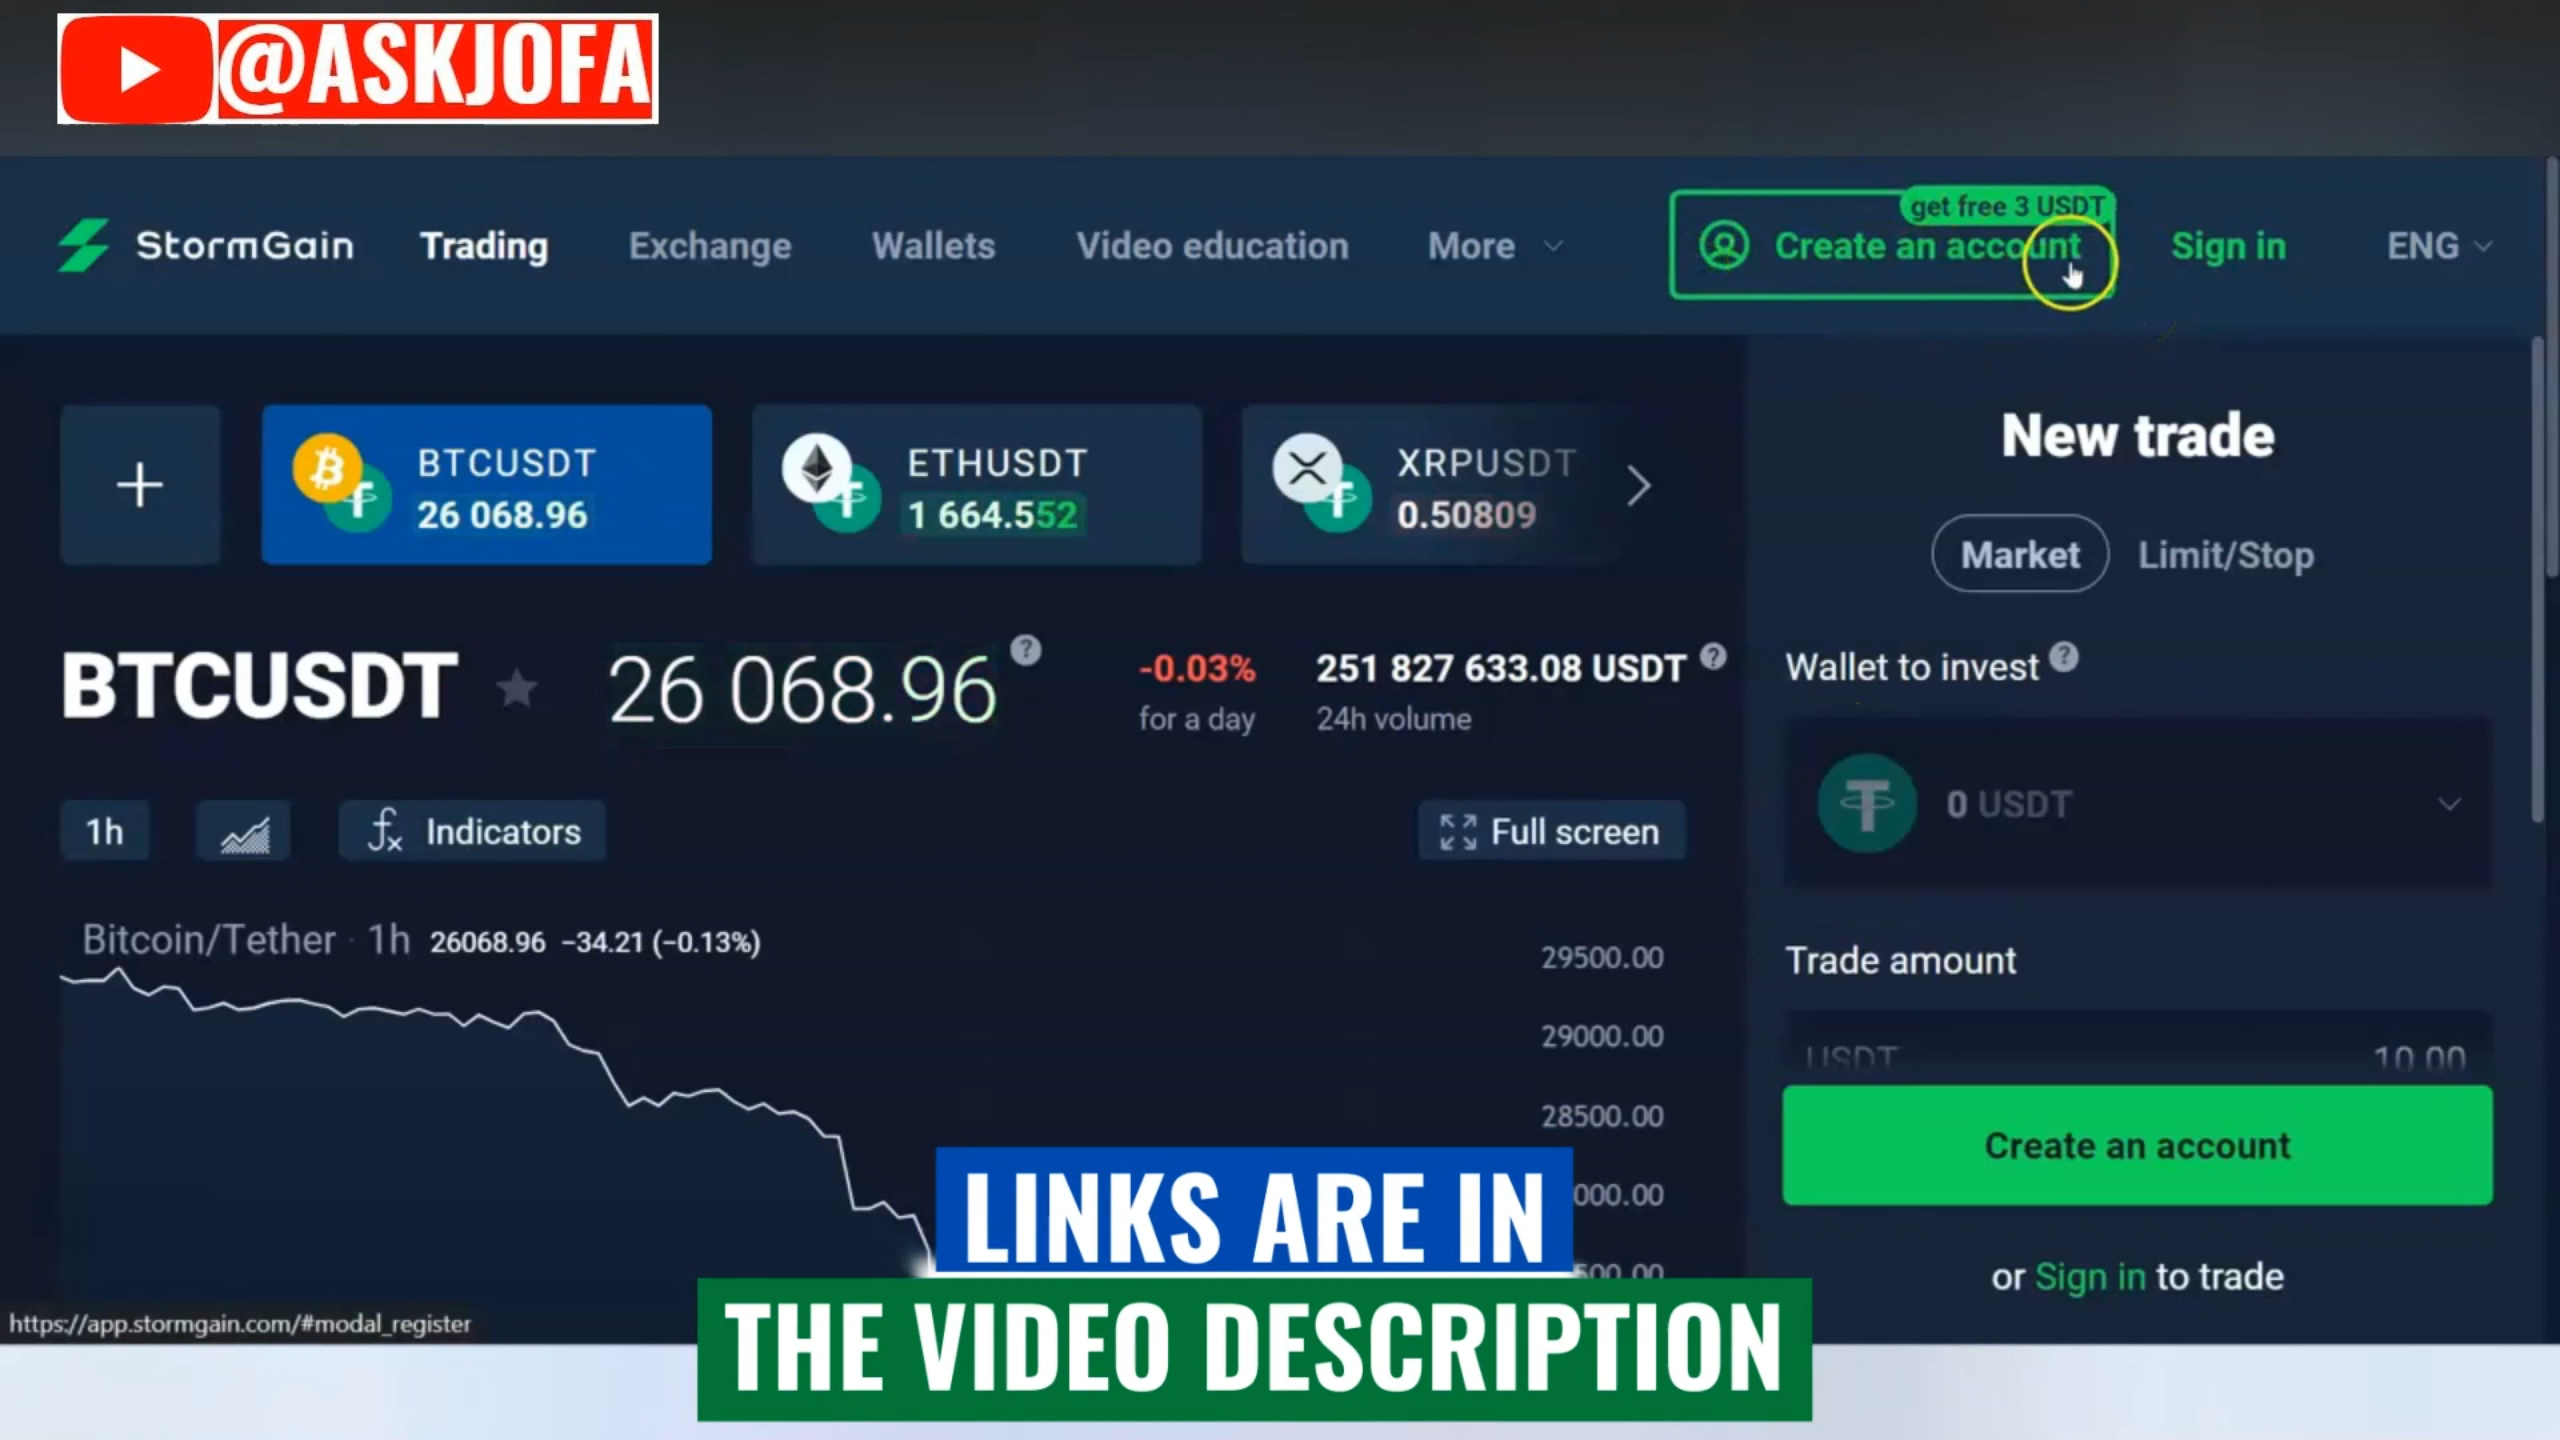 @ASKJOFA
StormGain Trading Exchange Wallets Video education More Create an account get free 3 USDT Sign in ENG
BTCUSDT
26 068.96
ETHUSDT
1 664.552
XRPUSDT
0.50809
BTCUSDT 26 068.96 -0.03% 251 827 633.08 USDT
for a day 24h volume
1h fx Indicators Full screen
Bitcoin/Tether · 1h 26068.96 −34.21 (−0.13%)
29500.00
29000.00
28500.00
000.00
500.00
New trade
Market Limit/Stop
Wallet to invest
0 USDT
Trade amount
USDT 10.00
Create an account
or Sign in to trade
https://app.stormgain.com/#modal_register
LINKS ARE IN
THE VIDEO DESCRIPTION